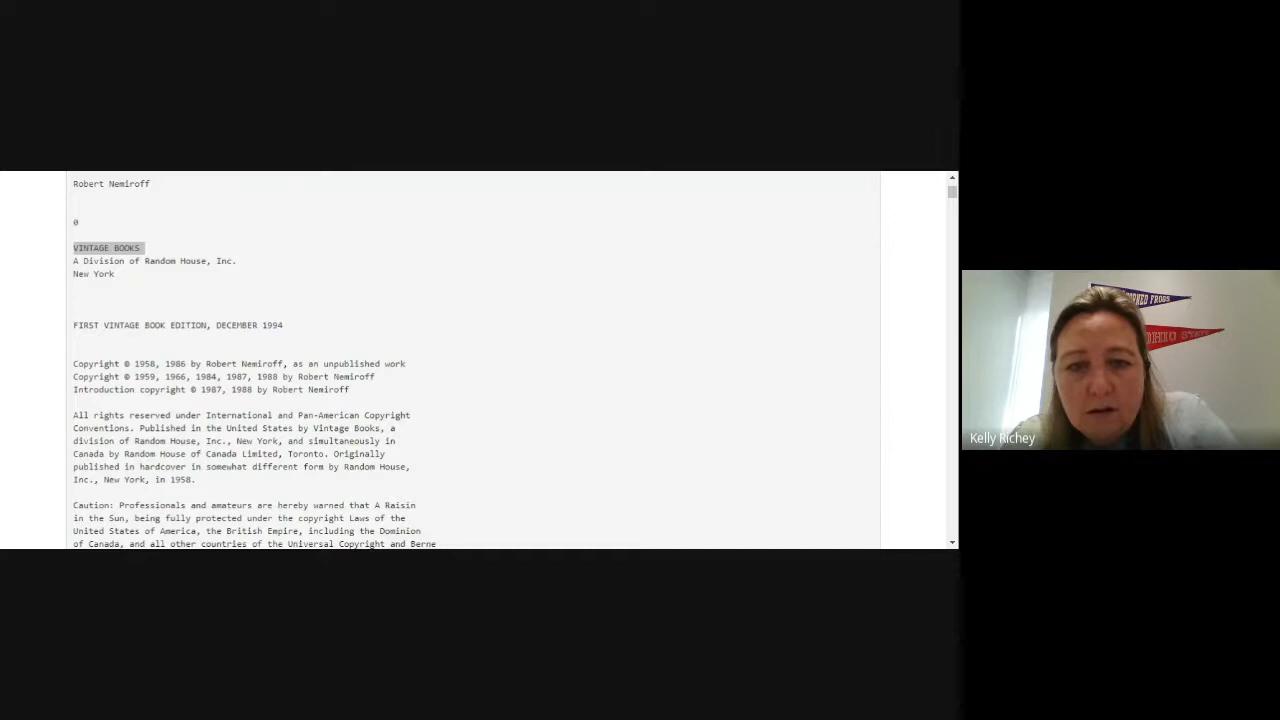 Robert Nemiroff
0
VINTAGE BOOKS
A Division of Random House, Inc.
New York
FIRST VINTAGE BOOK EDITION, DECEMBER 1994
Copyright © 1958, 1986 by Robert Nemiroff, as an unpublished work
Copyright © 1959, 1966, 1984, 1987, 1988 by Robert Nemiroff
Introduction copyright © 1987, 1988 by Robert Nemiroff
All rights reserved under International and Pan-American Copyright
Conventions. Published in the United States by Vintage Books, a
division of Random House, Inc., New York, and simultaneously in
Canada by Random House of Canada Limited, Toronto. Originally
published in hardcover in somewhat different form by Random House,
Inc., New York, in 1958.
Caution: Professionals and amateurs are hereby warned that A Raisin
in the Sun, being fully protected under the copyright Laws of the
United States of America, the British Empire, including the Dominion
of Canada, and all other countries of the Universal Copyright and Berne
FROGS
OHIO STATE
Kelly Richey